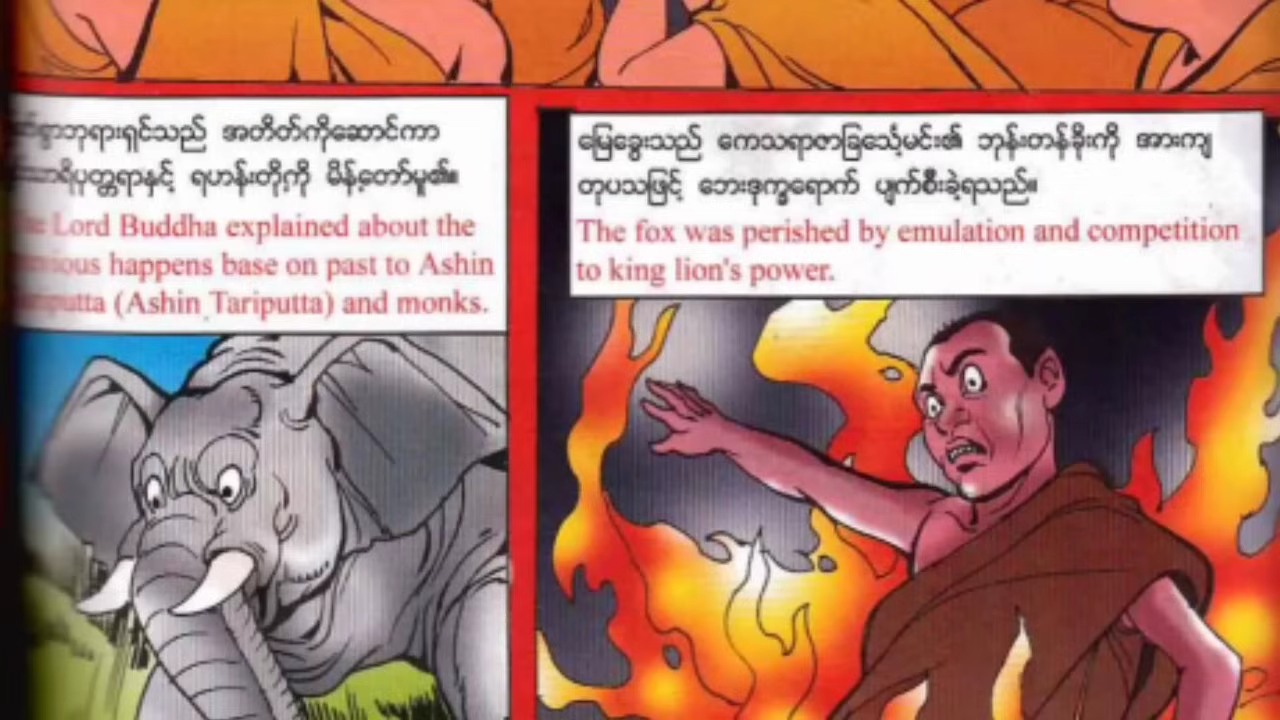 ဘုရားရှင်သည် အတိတ်ကိုဆောင်ကာ
ရဟန်းတို့ကို မိန့်တော်မူ၏။
Lord Buddha explained about the
happens base on past to Ashin
(Ashin Tariputta) and monks.
မြေခွေးသည် ကေသရာဇာခြင်္သေ့မင်း၏ ဘုန်းတန်ခိုးကို အားကျ
တုပသဖြင့် ဘေးဒုက္ခရောက် ပျက်စီးခဲ့ရသည်။
The fox was perished by emulation and competition
to king lion's power.